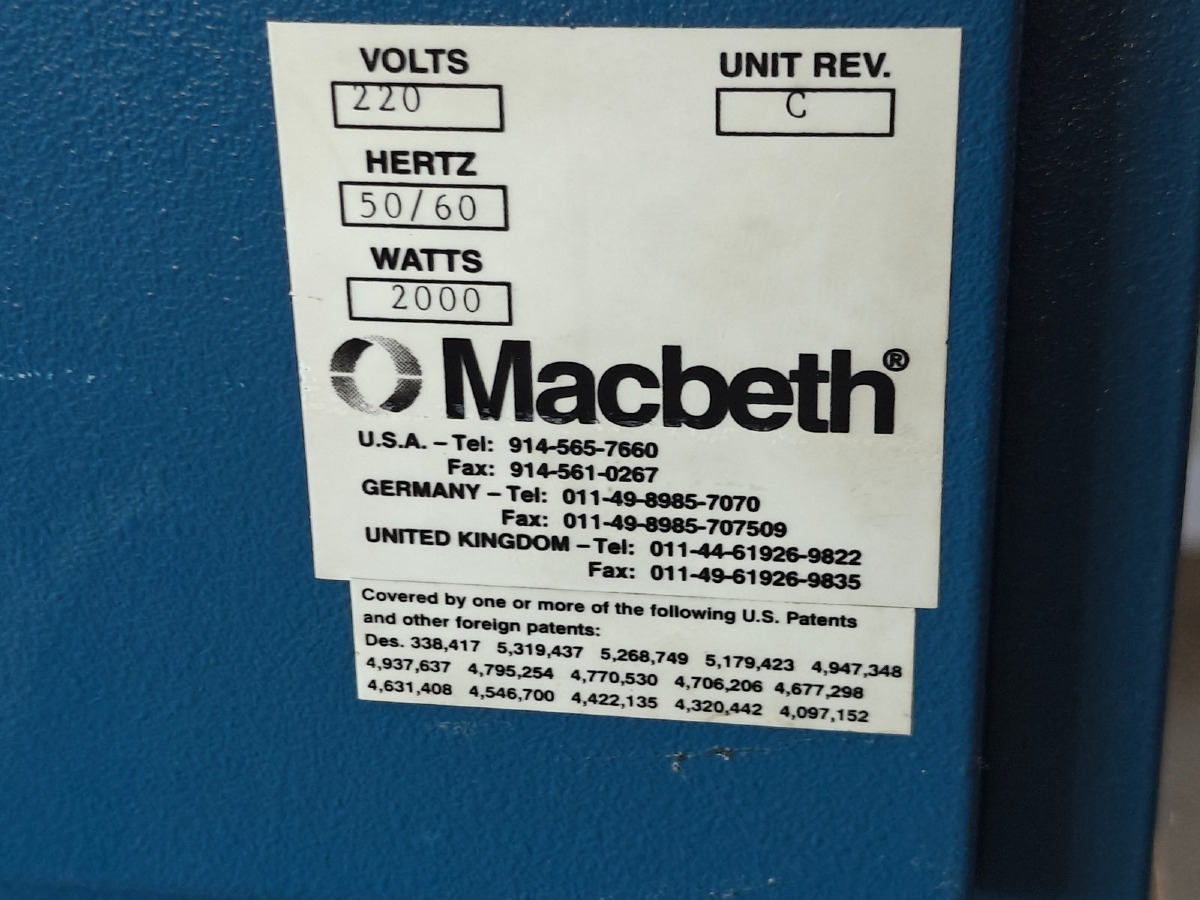 VOLTS
220
UNIT REV.
C
HERTZ
50/60
WATTS
2000
Macbeth®
U.S.A. – Tel: 914-565-7660
Fax: 914-561-0267
GERMANY – Tel: 011-49-8985-7070
Fax: 011-49-8985-707509
UNITED KINGDOM – Tel: 011-44-61926-9822
Fax: 011-49-61926-9835
Covered by one or more of the following U.S. Patents
and other foreign patents:
Des. 338,417 5,319,437 5,268,749 5,179,423 4,947,348
4,937,637 4,795,254 4,770,530 4,706,206 4,677,298
4,631,408 4,546,700 4,422,135 4,320,442 4,097,152